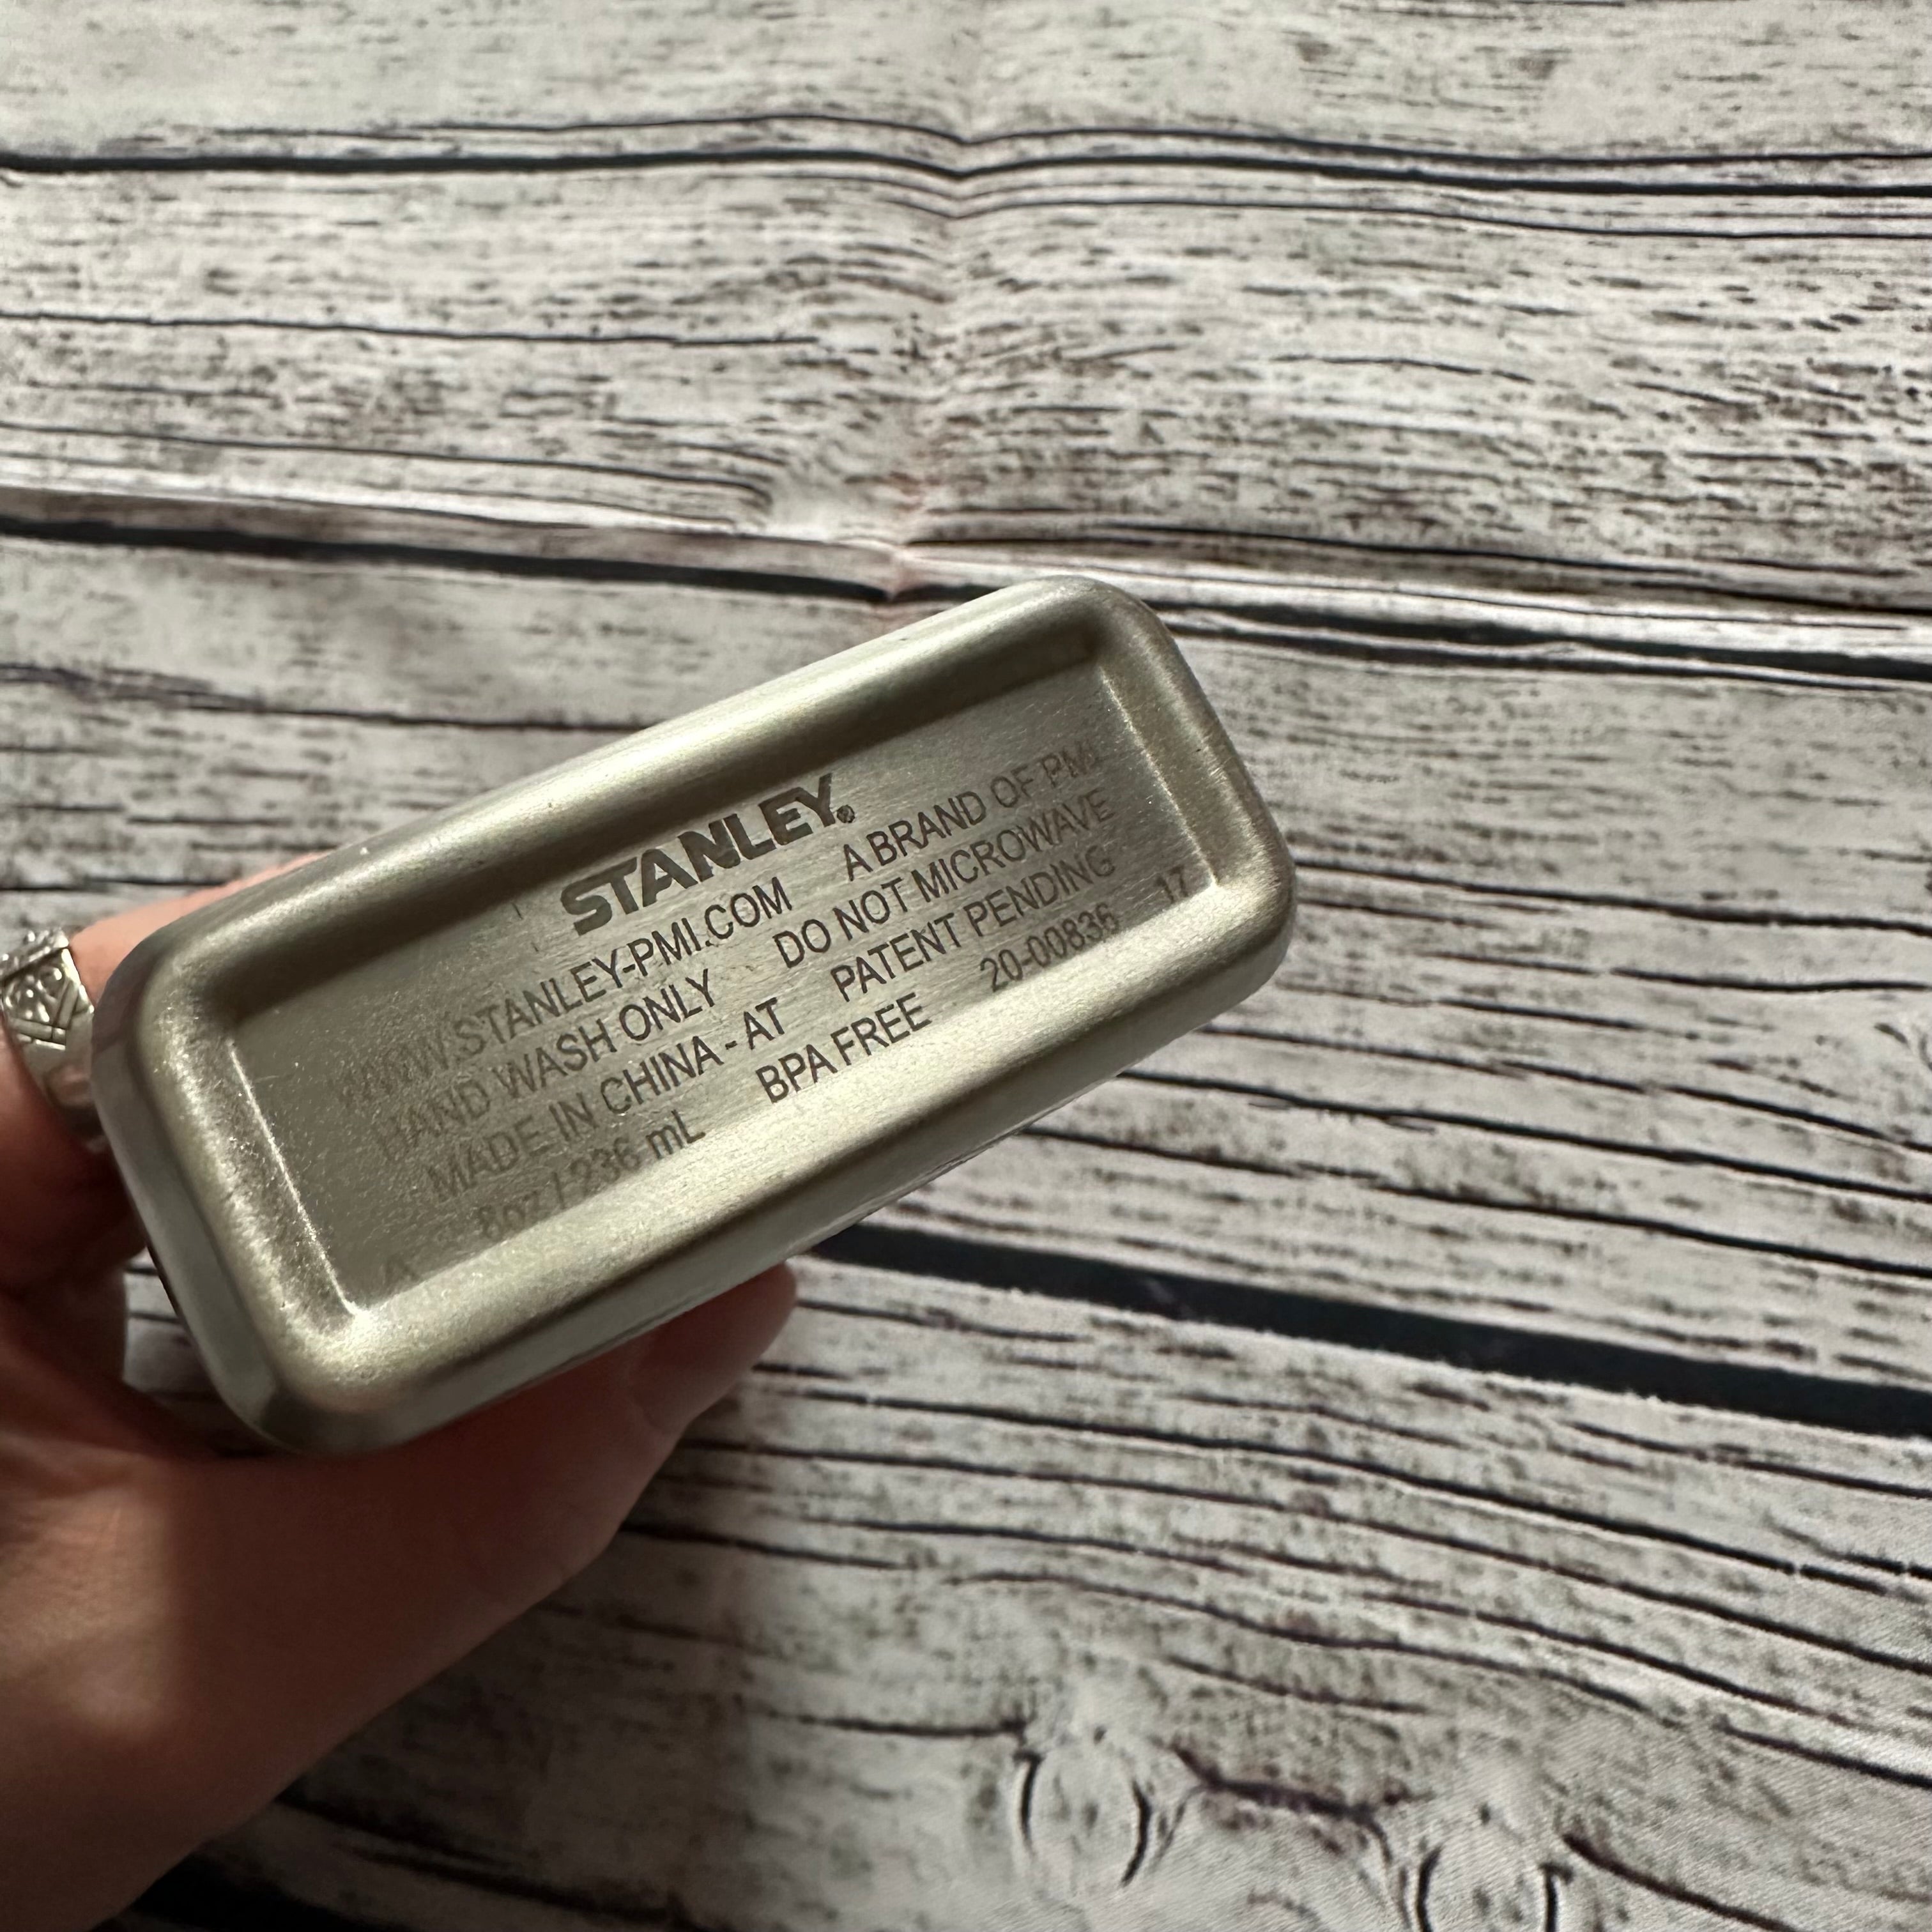 STANLEY®
WWW.STANLEY-PMI.COM A BRAND OF PMI
HAND WASH ONLY DO NOT MICROWAVE
MADE IN CHINA - AT PATENT PENDING
8oz / 236 mL BPA FREE 20-00836 17